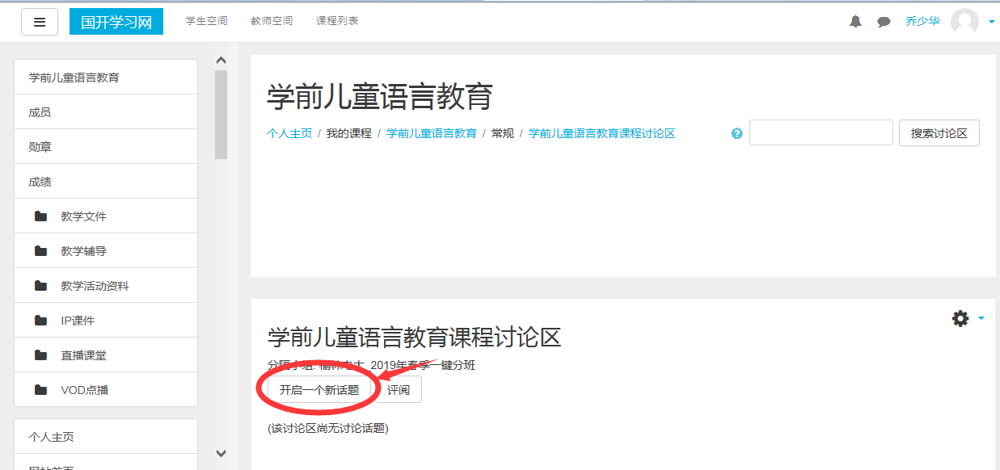 国开学习网 学生空间 教师空间 课程列表 乔少华
学前儿童语言教育
成员
勋章
成绩
教学文件
教学辅导
教学活动资料
IP课件
直播课堂
VOD点播
个人主页
网站首页
学前儿童语言教育
个人主页 / 我的课程 / 学前儿童语言教育 / 常规 / 学前儿童语言教育课程讨论区
搜索讨论区
学前儿童语言教育课程讨论区
分隔小组: 榆林电大_2019年春季一键分班
开启一个新话题 评阅
(该讨论区尚无讨论话题)